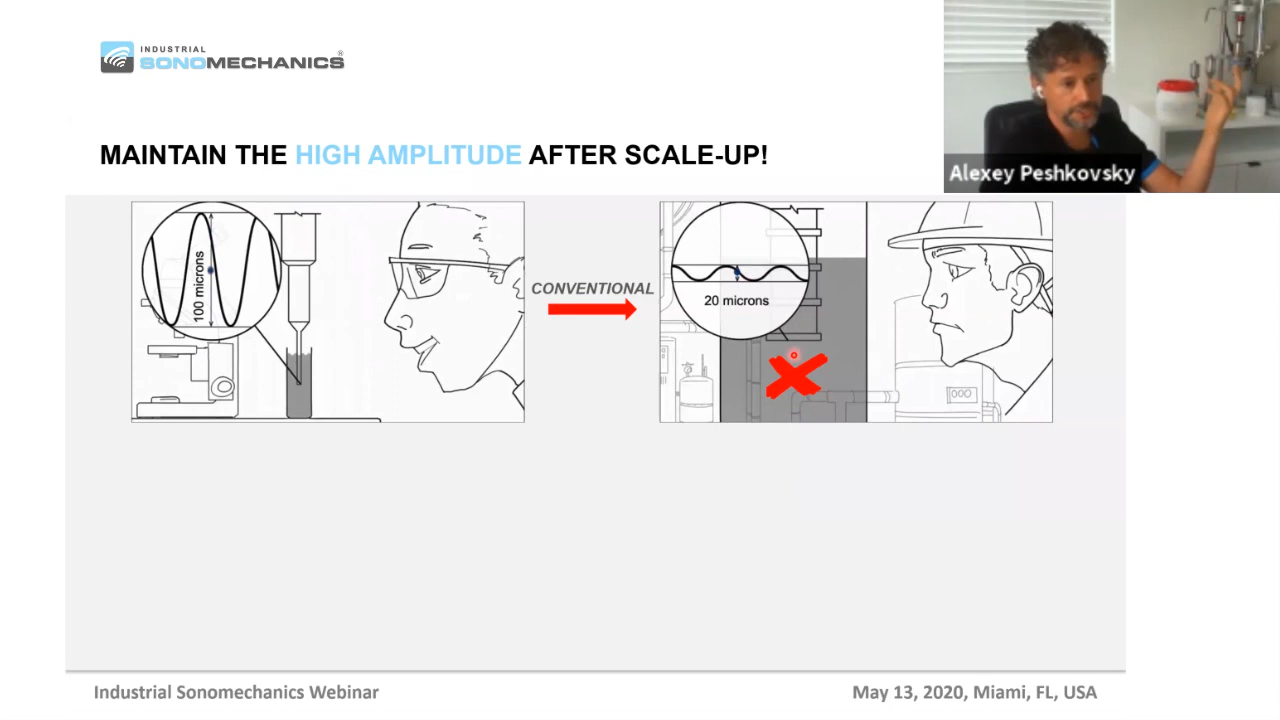 INDUSTRIAL
SONOMECHANICS®
Alexey Peshkovsky
MAINTAIN THE HIGH AMPLITUDE AFTER SCALE-UP!
100 microns
CONVENTIONAL
20 microns
Industrial Sonomechanics Webinar
May 13, 2020, Miami, FL, USA